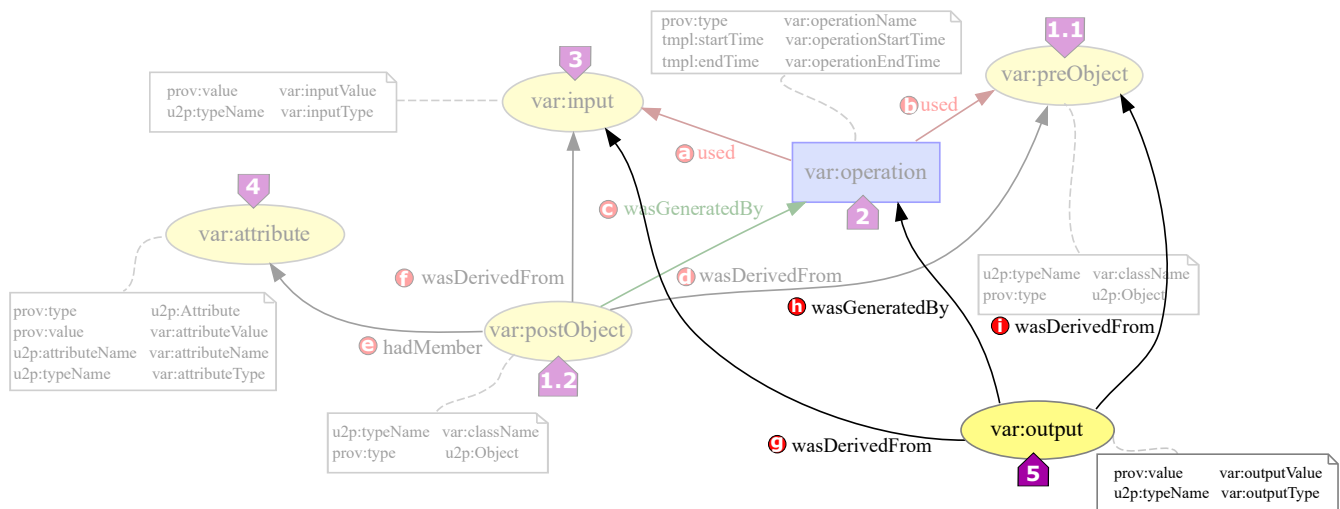 prov:type var:operationName
tmpl:startTime var:operationStartTime
tmpl:endTime var:operationEndTime
1.1
var:preObject
3
var:input
prov:value var:inputValue
u2p:typeName var:inputType
b used
a used
var:operation
2
4
var:attribute
c wasGeneratedBy
f wasDerivedFrom
d wasDerivedFrom
u2p:typeName var:className
prov:type u2p:Object
h wasGeneratedBy
i wasDerivedFrom
prov:type u2p:Attribute
prov:value var:attributeValue
u2p:attributeName var:attributeName
u2p:typeName var:attributeType
var:postObject
e hadMember
1.2
u2p:typeName var:className
prov:type u2p:Object
var:output
g wasDerivedFrom
5
prov:value var:outputValue
u2p:typeName var:outputType